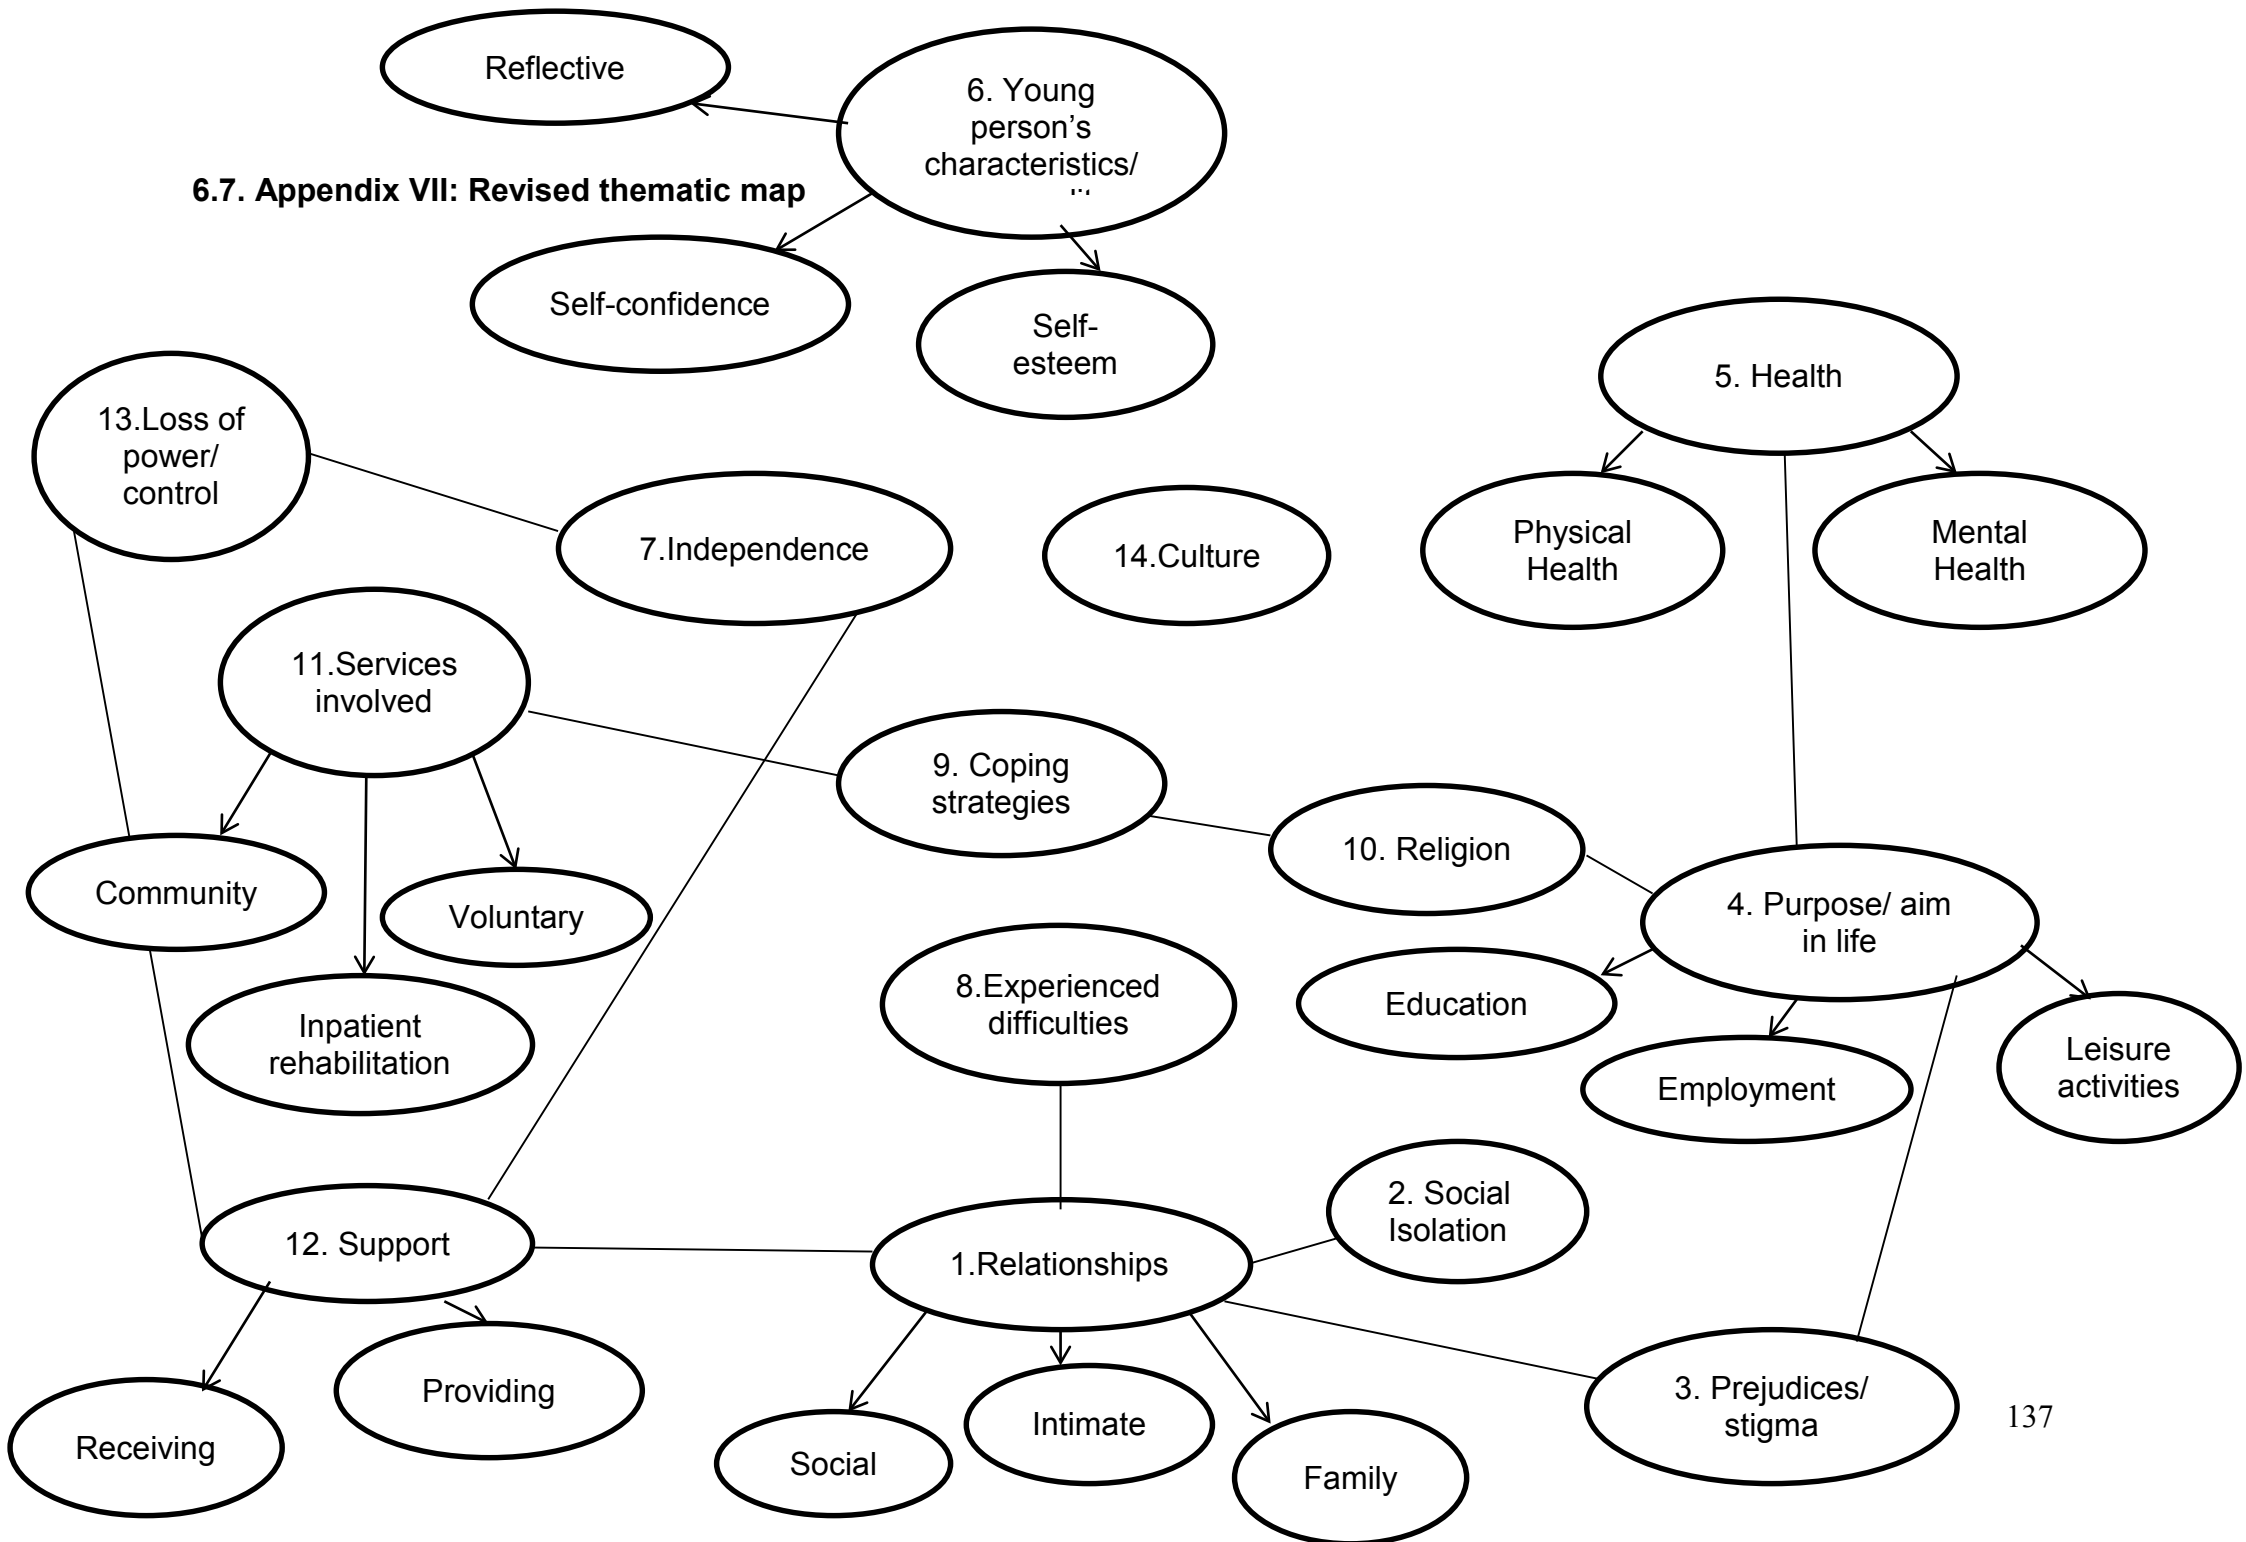 Reflective
6. Young
person’s
characteristics/
6.7. Appendix VII: Revised thematic map
Self-confidence
Self-
esteem
5. Health
13.Loss of
power/
control
Physical
Health
Mental
Health
7.Independence
14.Culture
11.Services
involved
9. Coping
strategies
10. Religion
Community
Voluntary
4. Purpose/ aim
in life
8.Experienced
difficulties
Education
Inpatient
rehabilitation
Employment
Leisure
activities
2. Social
Isolation
12. Support
1.Relationships
Providing
Receiving
Social
Intimate
Family
3. Prejudices/
stigma
137